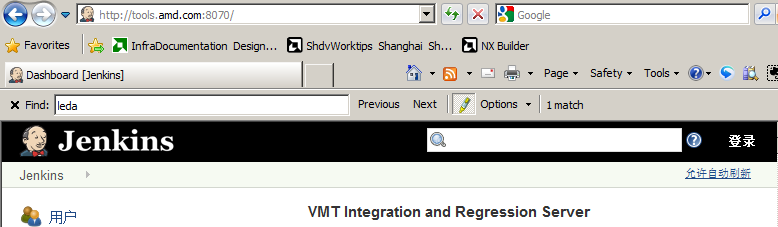 http://tools.amd.com:8070/
Google
Favorites InfraDocumentation Design... ShdvWorktips Shanghai Sh... NX Builder
Dashboard [Jenkins] Page Safety Tools
Find: leda Previous Next Options 1 match
Jenkins 登录
Jenkins 允许自动刷新
用户 VMT Integration and Regression Server